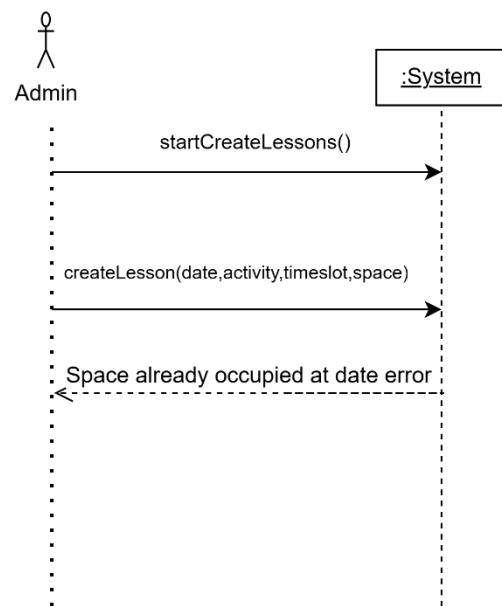 Admin
:System
startCreateLessons()
createLesson(date,activity,timeslot,space)
Space already occupied at date error